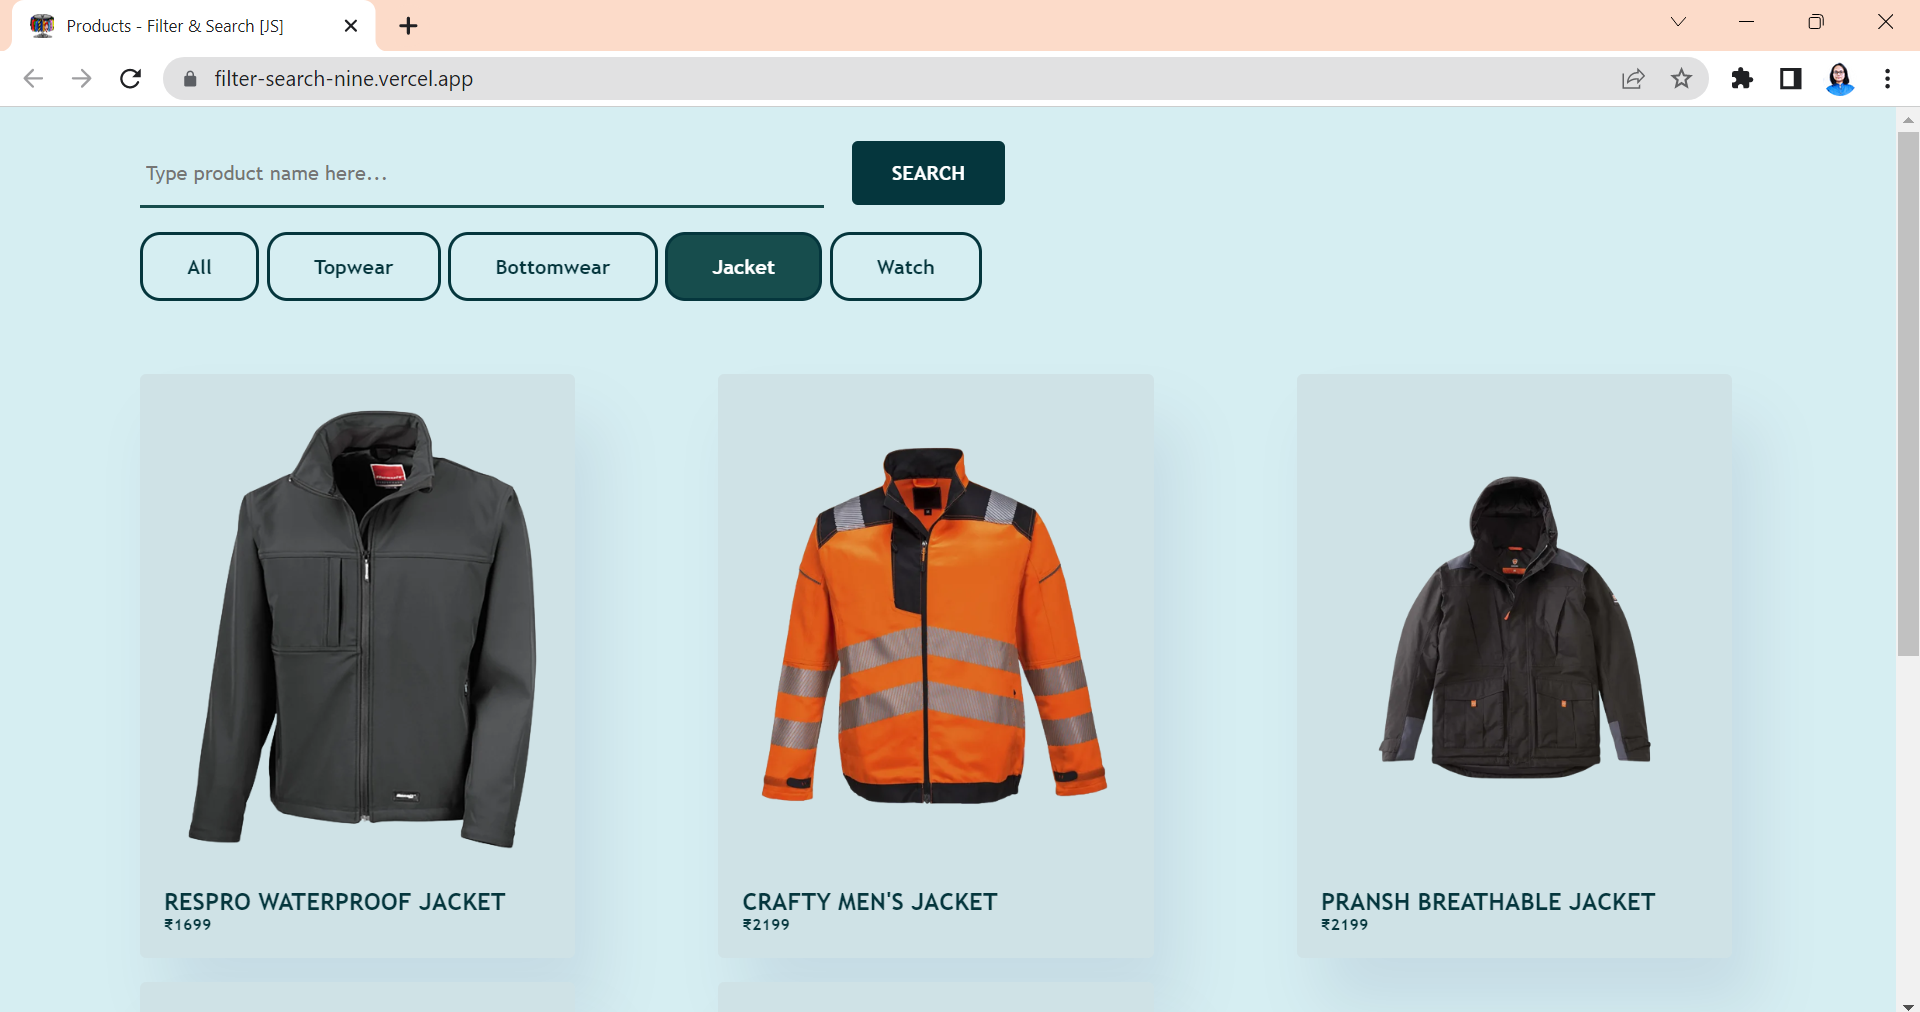 Products - Filter & Search [JS]
filter-search-nine.vercel.app
Type product name here...
SEARCH
All
Topwear
Bottomwear
Jacket
Watch
RESPRO WATERPROOF JACKET
₹1699
CRAFTY MEN'S JACKET
₹2199
PRANSH BREATHABLE JACKET
₹2199